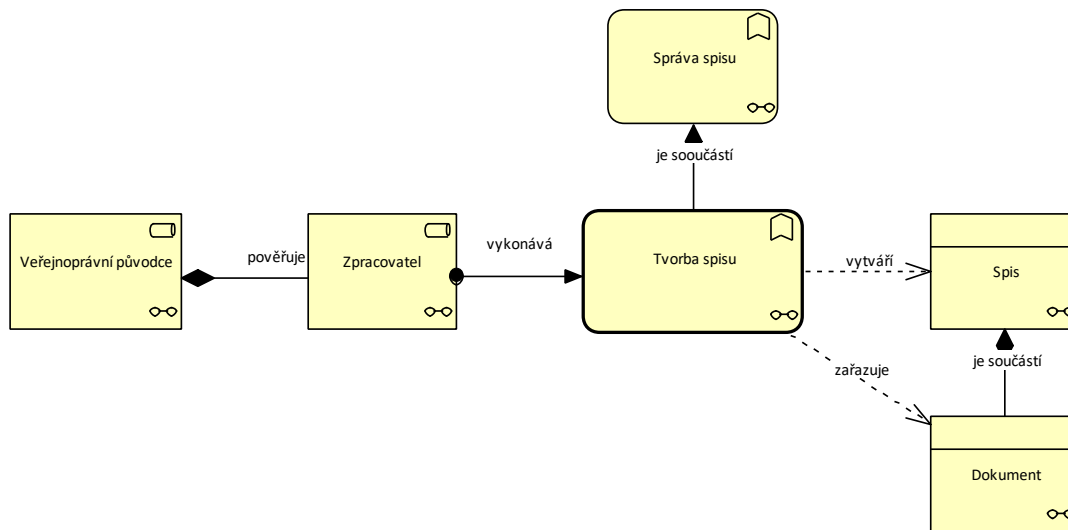 Správa spisu
je sooučástí
Veřejnoprávní původce
pověřuje
Zpracovatel
vykonává
Tvorba spisu
vytváří
Spis
zařazuje
je součástí
Dokument